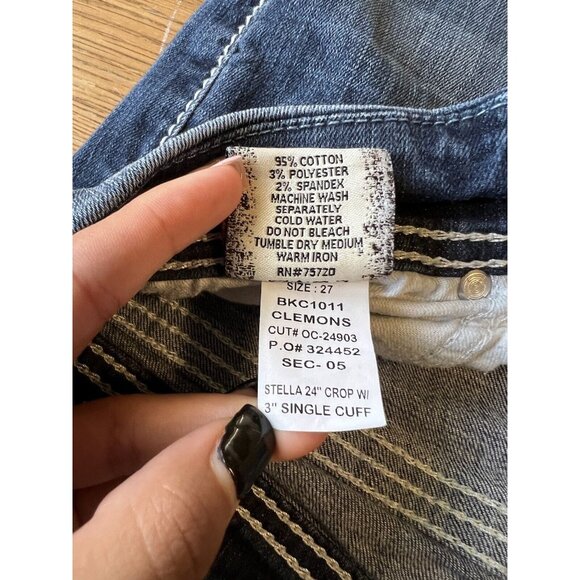 95% COTTON
3% POLYESTER
2% SPANDEX
MACHINE WASH
SEPARATELY
COLD WATER
DO NOT BLEACH
TUMBLE DRY MEDIUM
WARM IRON
RN#75720
SIZE : 27
BKC1011
CLEMONS
CUT# OC-24903
P.O# 324452
SEC- 05
STELLA 24" CROP W/
3" SINGLE CUFF